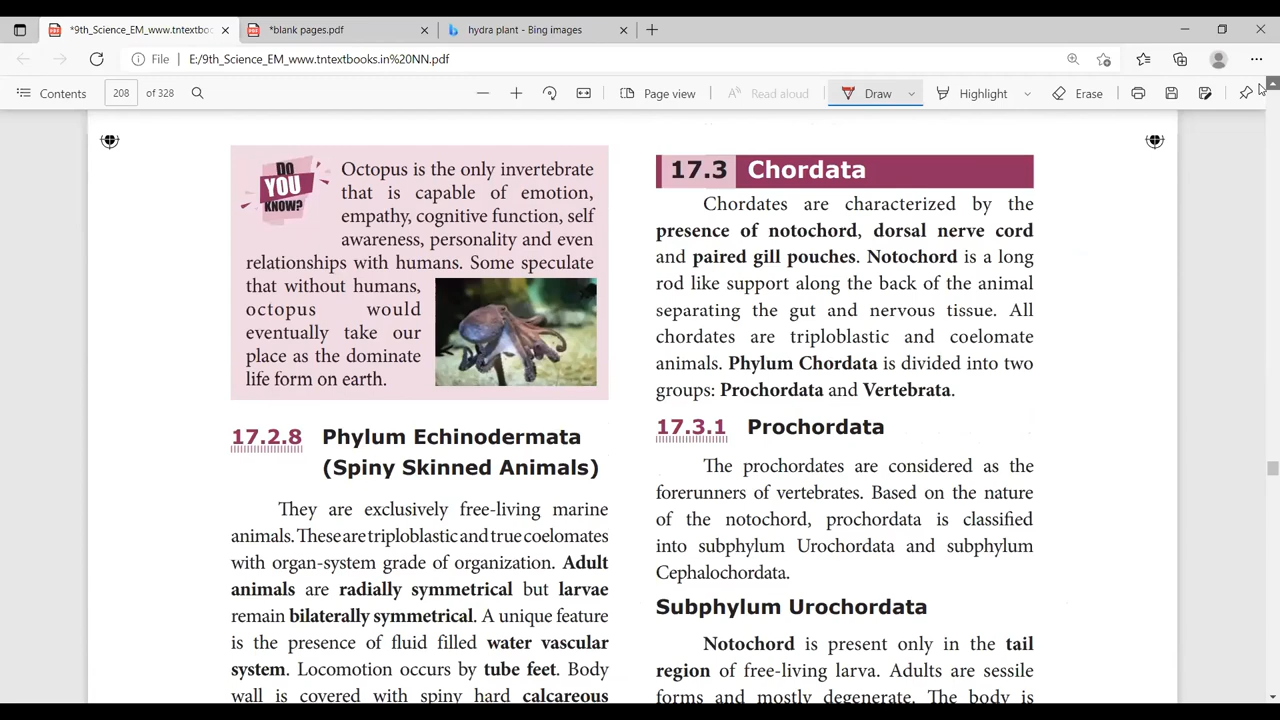 *9th_Science_EM_www.tntextboo
*blank pages.pdf
hydra plant - Bing images
File
E:/9th_Science_EM_www.tntextbooks.in%20NN.pdf
Contents
208
of 328
Page view
Read aloud
Draw
Highlight
Erase
DO
YOU
KNOW?
Octopus is the only invertebrate
that is capable of emotion,
empathy, cognitive function, self
awareness, personality and even
relationships with humans. Some speculate
that without humans,
octopus would
eventually take our
place as the dominate
life form on earth.
17.2.8 Phylum Echinodermata
(Spiny Skinned Animals)
They are exclusively free-living marine
animals. These are triploblastic and true coelomates
with organ-system grade of organization. Adult
animals are radially symmetrical but larvae
remain bilaterally symmetrical. A unique feature
is the presence of fluid filled water vascular
system. Locomotion occurs by tube feet. Body
wall is covered with spiny hard calcareous
17.3 Chordata
Chordates are characterized by the
presence of notochord, dorsal nerve cord
and paired gill pouches. Notochord is a long
rod like support along the back of the animal
separating the gut and nervous tissue. All
chordates are triploblastic and coelomate
animals. Phylum Chordata is divided into two
groups: Prochordata and Vertebrata.
17.3.1 Prochordata
The prochordates are considered as the
forerunners of vertebrates. Based on the nature
of the notochord, prochordata is classified
into subphylum Urochordata and subphylum
Cephalochordata.
Subphylum Urochordata
Notochord is present only in the tail
region of free-living larva. Adults are sessile
forms and mostly degenerate. The body is